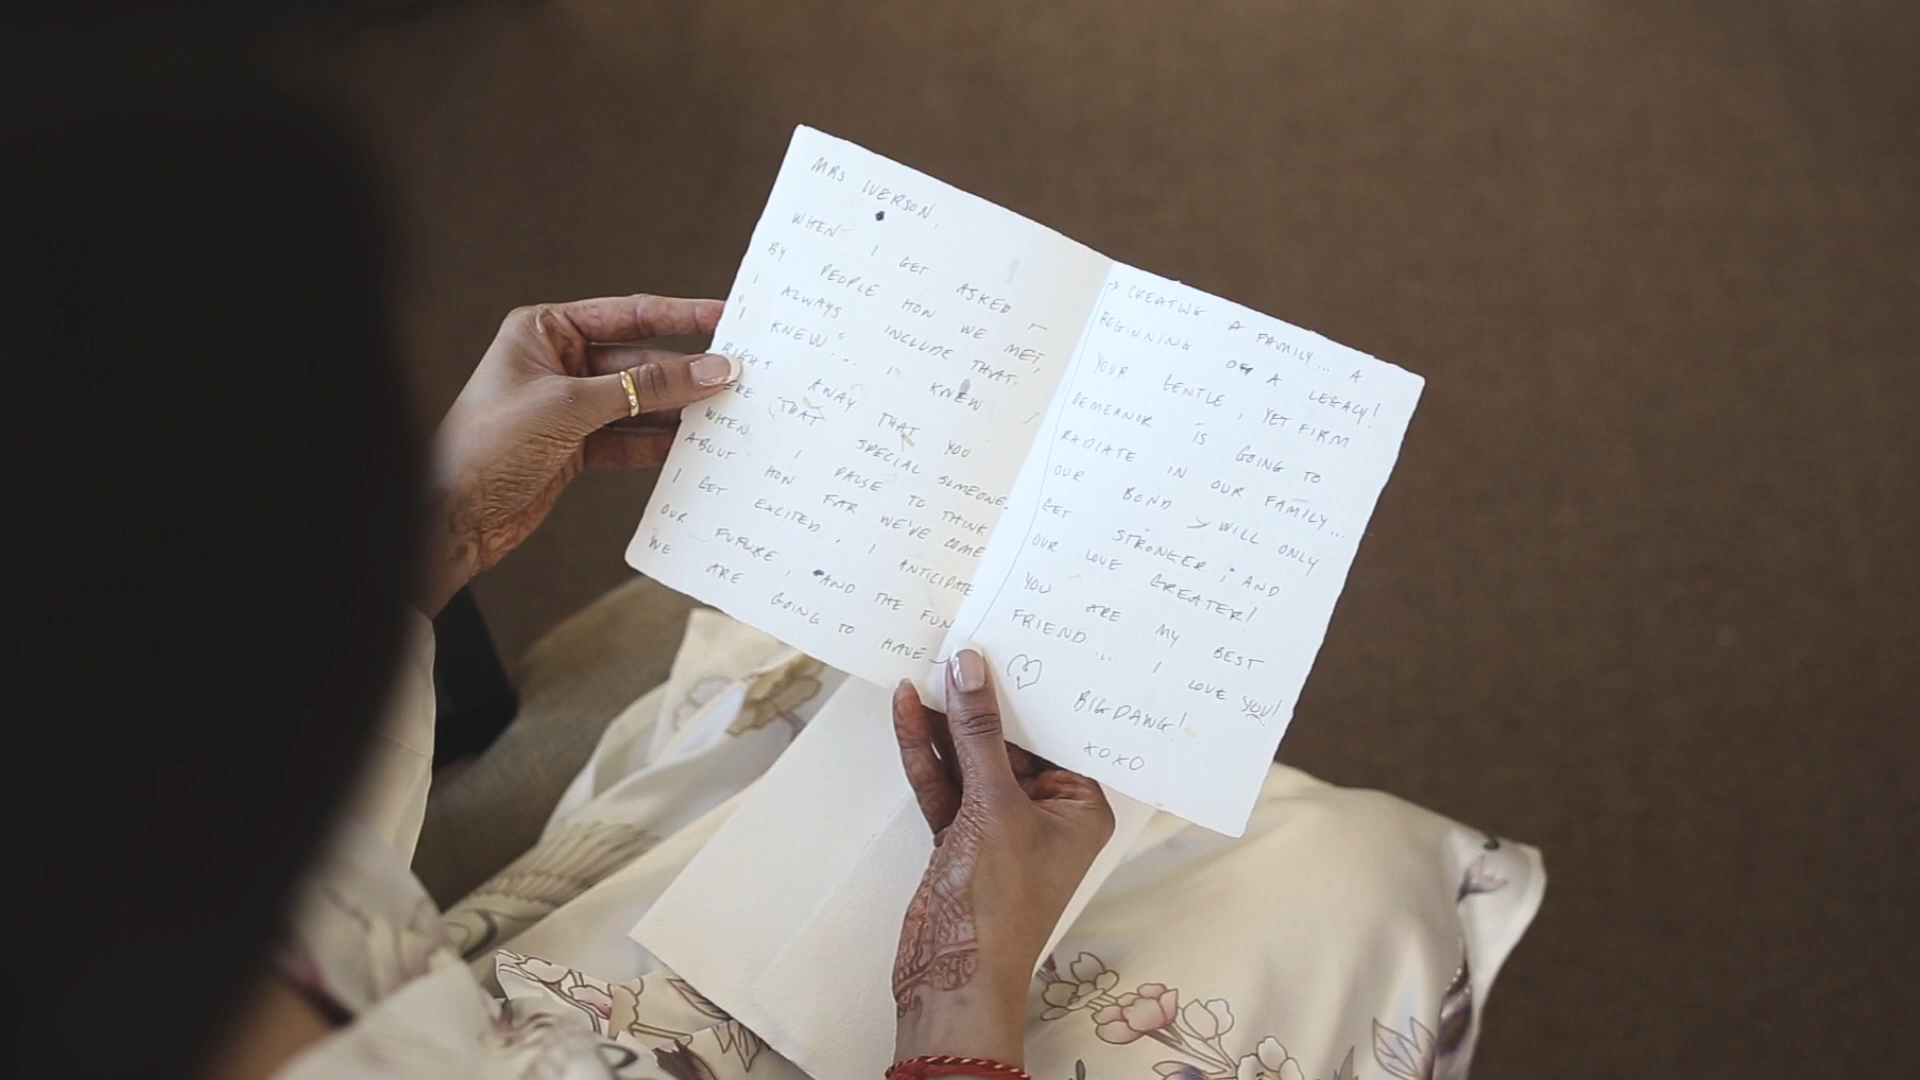 MRS IVERSON,
WHEN I GET ASKED
BY PEOPLE HOW WE MET,
I ALWAYS INCLUDE THAT
"I KNEW"... I KNEW
RIGHT AWAY THAT YOU
WERE "THAT" SPECIAL SOMEONE.
WHEN I PAUSE TO THINK
ABOUT HOW FAR WE'VE COME
I GET EXCITED. I ANTICIPATE
OUR FUTURE, AND THE FUN
WE ARE GOING TO HAVE
CREATING A FAMILY... A
BEGINNING OF A LEGACY!
YOUR GENTLE, YET FIRM
DEMEANOR IS GOING TO
RADIATE IN OUR FAMILY...
OUR BOND WILL ONLY
GET STRONGER; AND
OUR LOVE GREATER!
YOU ARE MY BEST
FRIEND... I LOVE YOU!
BIGDAWG!
XOXO